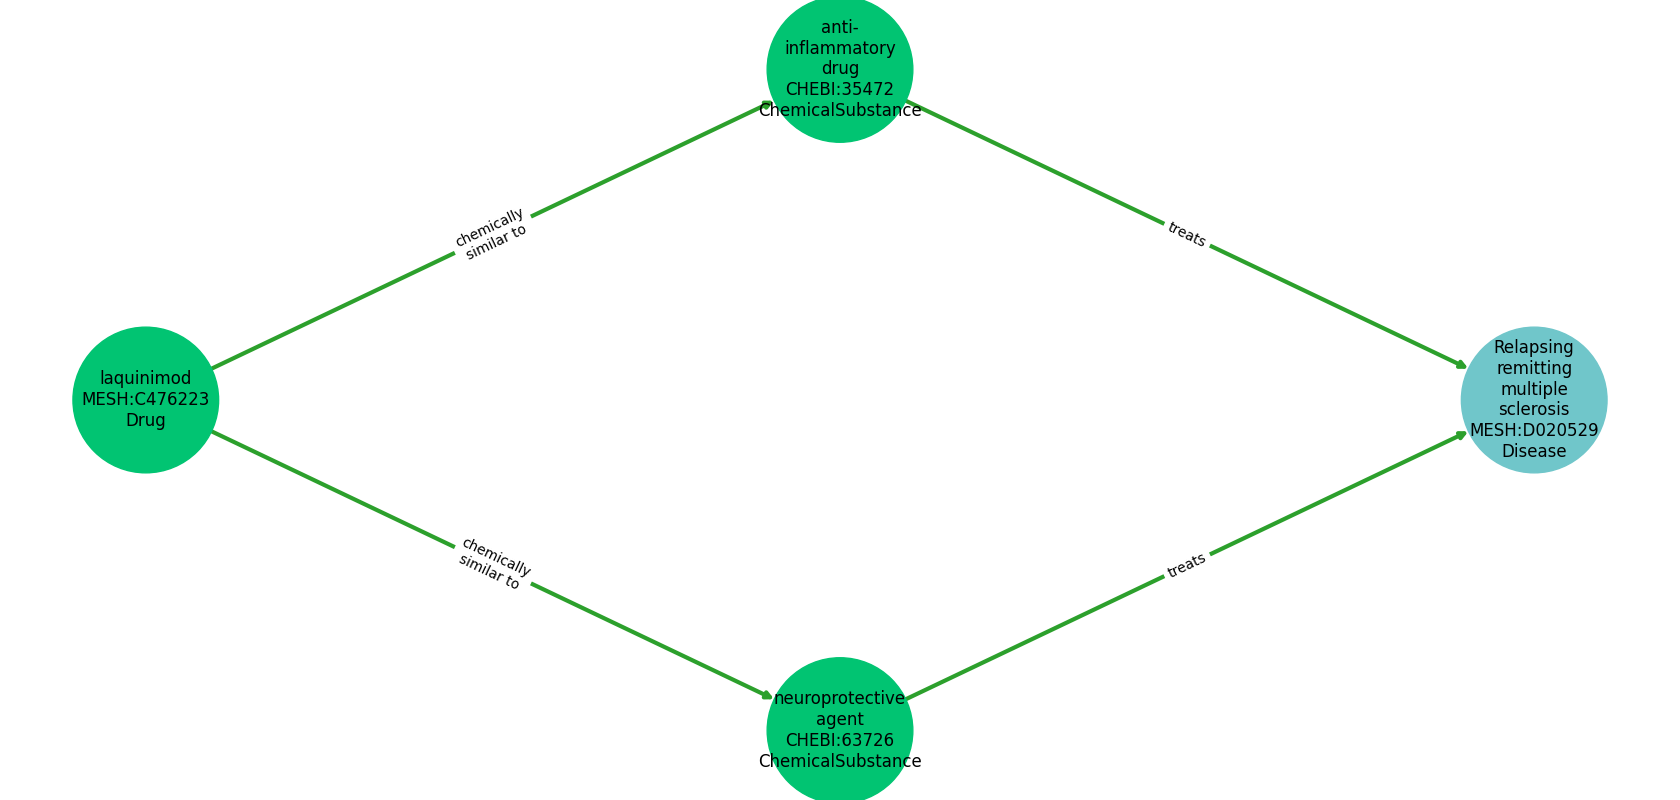 anti-
inflammatory
drug
CHEBI:35472
ChemicalSubstance
chemically
similar to
treats
laquinimod
MESH:C476223
Drug
Relapsing
remitting
multiple
sclerosis
MESH:D020529
Disease
chemically
similar to
treats
neuroprotective
agent
CHEBI:63726
ChemicalSubstance